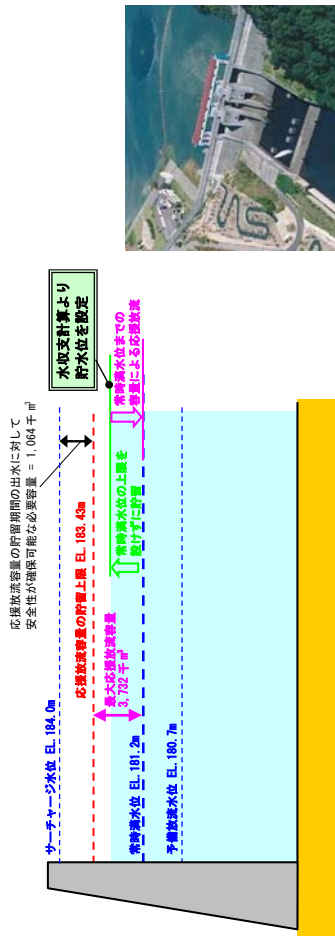 応援放流容量の貯留期間の出水に対して
安全性が確保可能な必要容量 = 1,064 千㎥
サーチャージ水位 EL.184.0m
応援放流容量の貯留上限 EL.183.43m
水収支計算より
貯水位を設定
最大応援放流容量
3,732 千㎥
常時満水位の上限を
設けずに貯留
常時満水位までの
容量による応援放流
常時満水位 EL.181.2m
予備放流水位 EL.180.7m